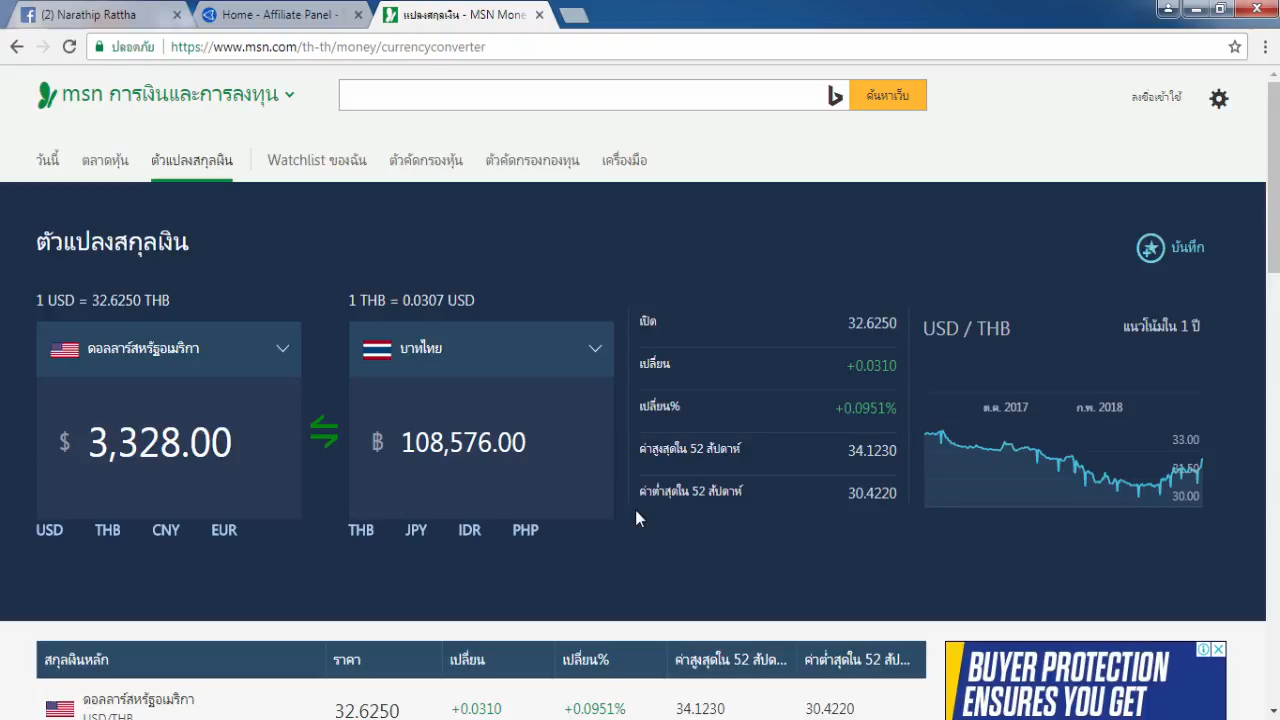 (2) Narathip Rattha
Home - Affiliate Panel -
แปลงสกุลเงิน - MSN Mone
ปลอดภัย
https://www.msn.com/th-th/money/currencyconverter
msn การเงินและการลงทุน
ค้นหาเว็บ
ลงชื่อเข้าใช้
วันนี้ ตลาดหุ้น ตัวแปลงสกุลเงิน Watchlist ของฉัน ตัวคัดกรองหุ้น ตัวคัดกรองกองทุน เครื่องมือ
ตัวแปลงสกุลเงิน
บันทึก
1 USD = 32.6250 THB
ดอลลาร์สหรัฐอเมริกา
$ 3,328.00
USD THB CNY EUR
1 THB = 0.0307 USD
บาทไทย
฿ 108,576.00
THB JPY IDR PHP
เปิด 32.6250
เปลี่ยน +0.0310
เปลี่ยน% +0.0951%
ค่าสูงสุดใน 52 สัปดาห์ 34.1230
ค่าต่ำสุดใน 52 สัปดาห์ 30.4220
USD / THB แนวโน้มใน 1 ปี
ต.ค. 2017 ก.พ. 2018
33.00
31.50
30.00
สกุลเงินหลัก ราคา เปลี่ยน เปลี่ยน% ค่าสูงสุดใน 52 สัปด... ค่าต่ำสุดใน 52 สัป...
ดอลลาร์สหรัฐอเมริกา
USD/THB 32.6250 +0.0310 +0.0951% 34.1230 30.4220
BUYER PROTECTION
ENSURES YOU GET